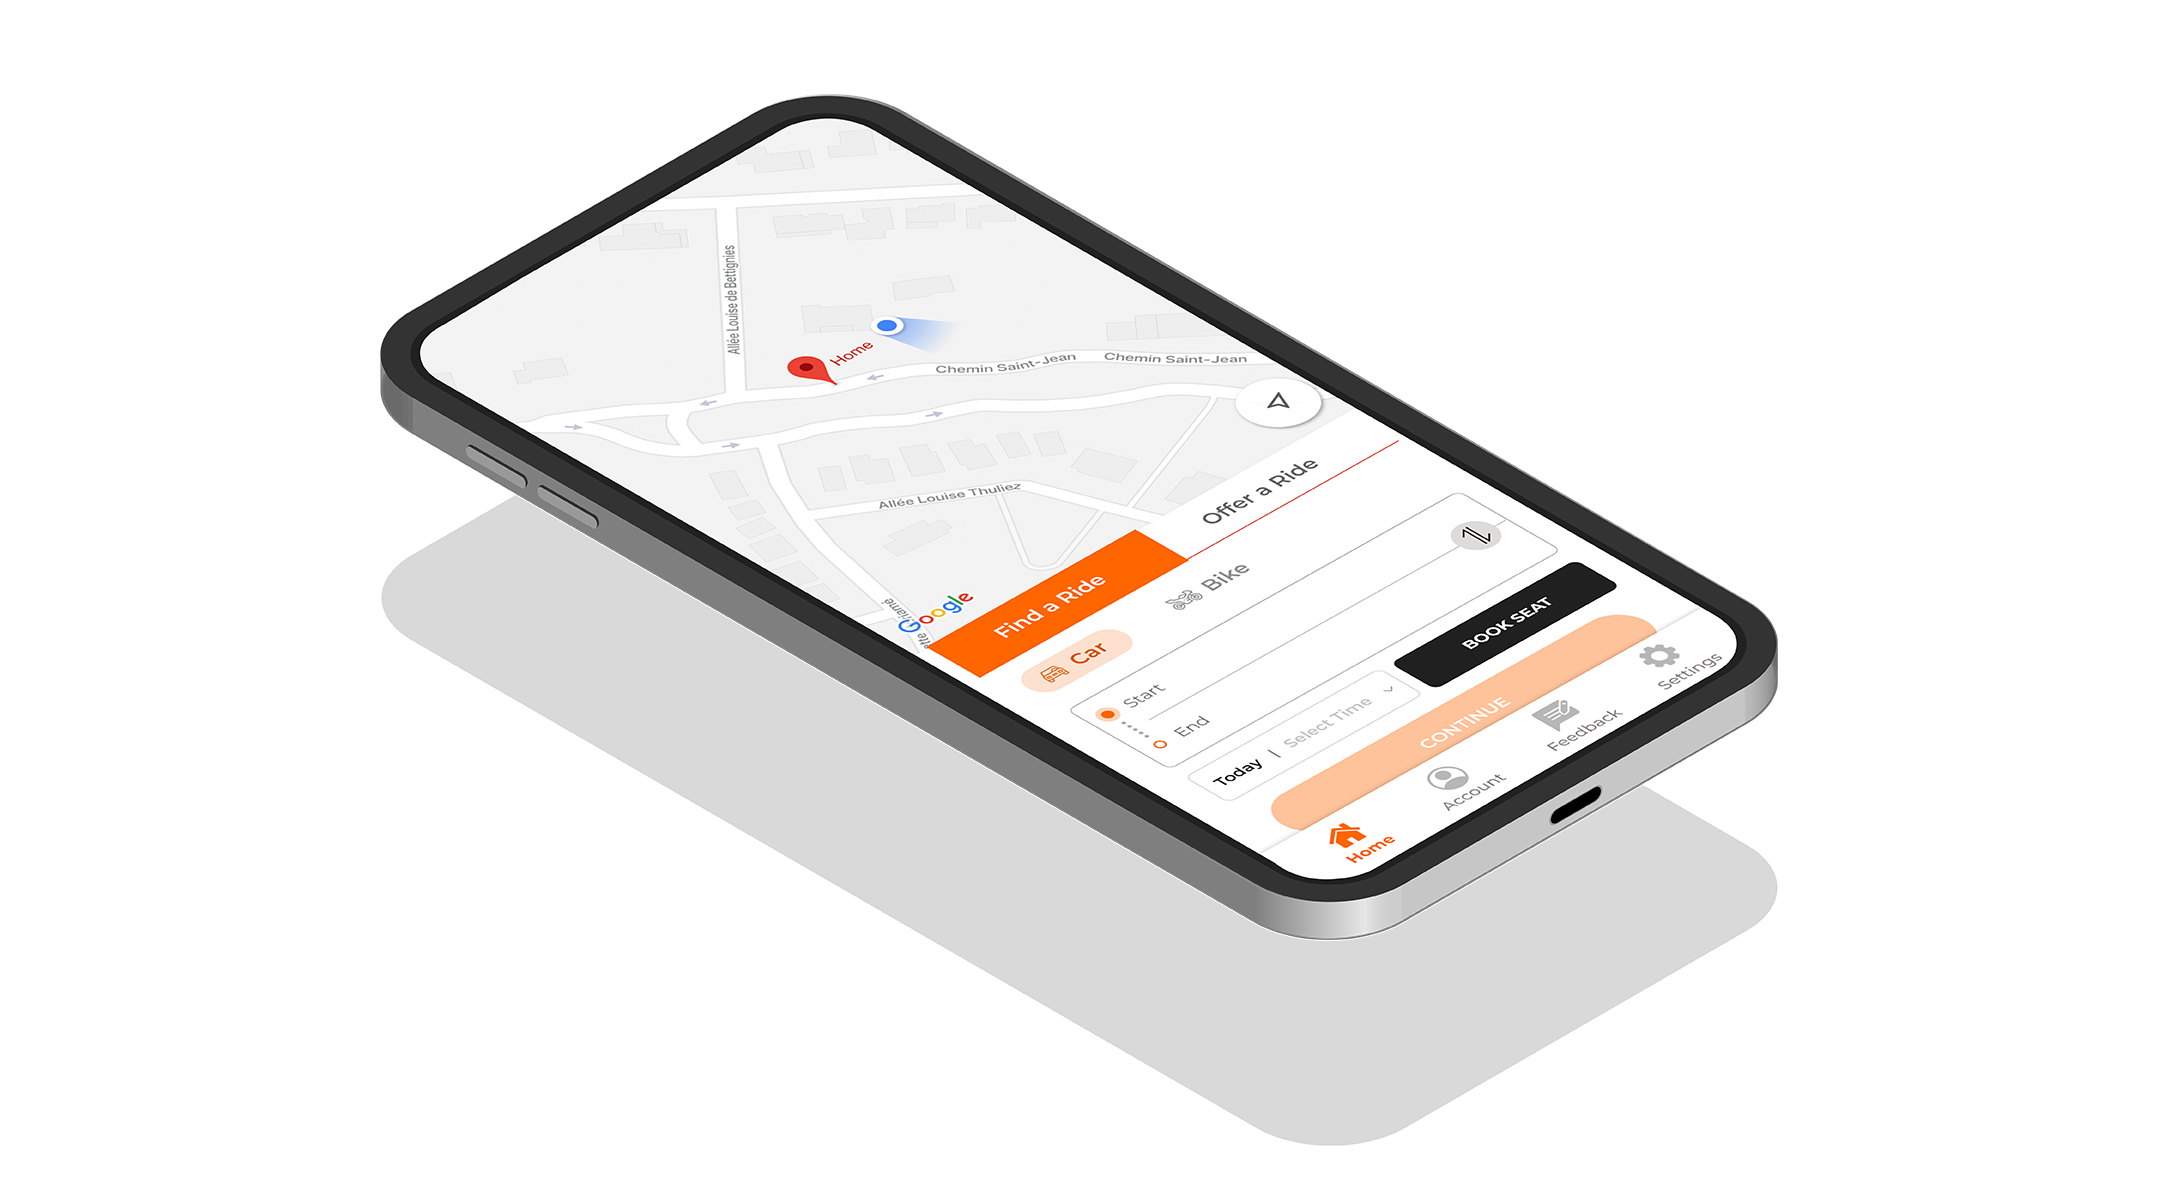 Allée Louise de Bettignies
Home
Chemin Saint-Jean
Chemin Saint-Jean
Allée Louise Thuliez
Google
Find a Ride
Offer a Ride
Car
Bike
Start
End
Today | Select Time
BOOK SEAT
CONTINUE
Home
Account
Feedback
Settings